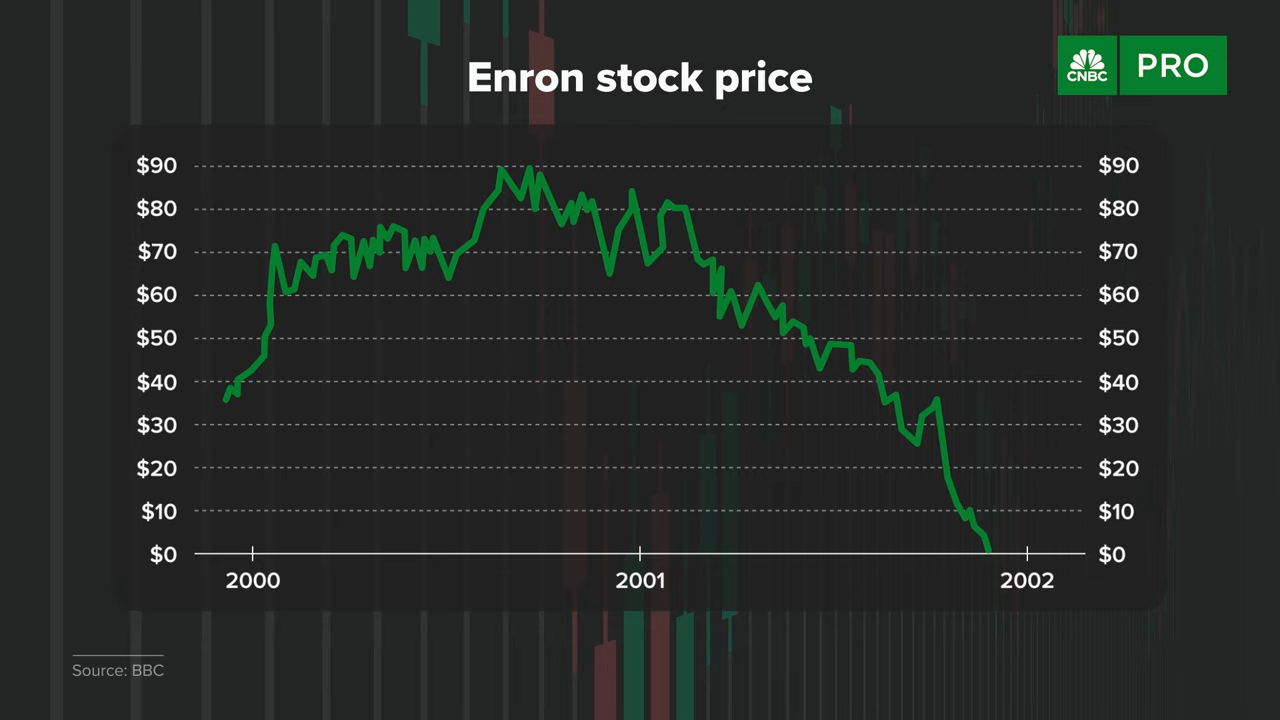 Enron stock price
CNBC PRO
$90 $90
$80 $80
$70 $70
$60 $60
$50 $50
$40 $40
$30 $30
$20 $20
$10 $10
$0 $0
2000 2001 2002
Source: BBC